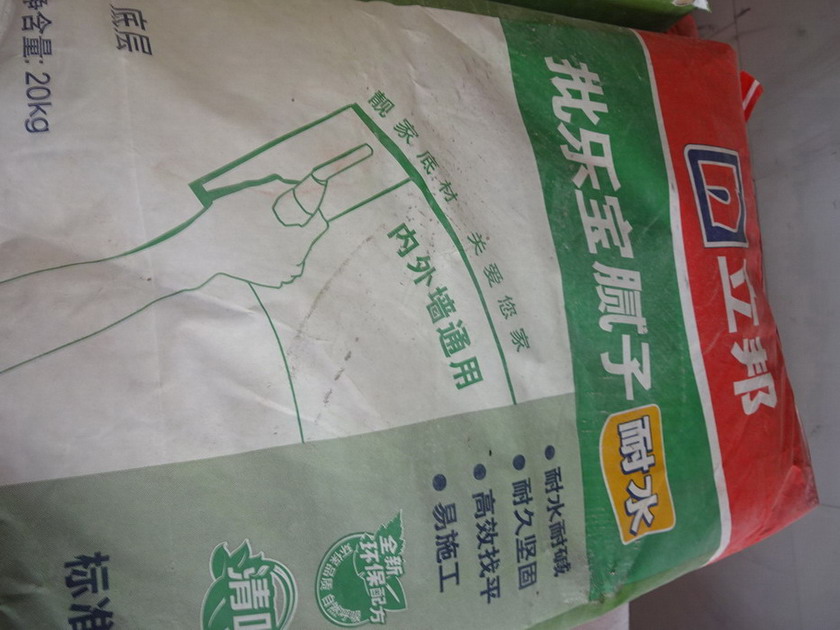 立邦
批乐宝腻子
耐水
靓家底材 关爱您家
内外墙通用
耐水耐碱
耐久坚固
高效找平
易施工
全新
环保配方
清味
底层
净含量: 20kg
标准